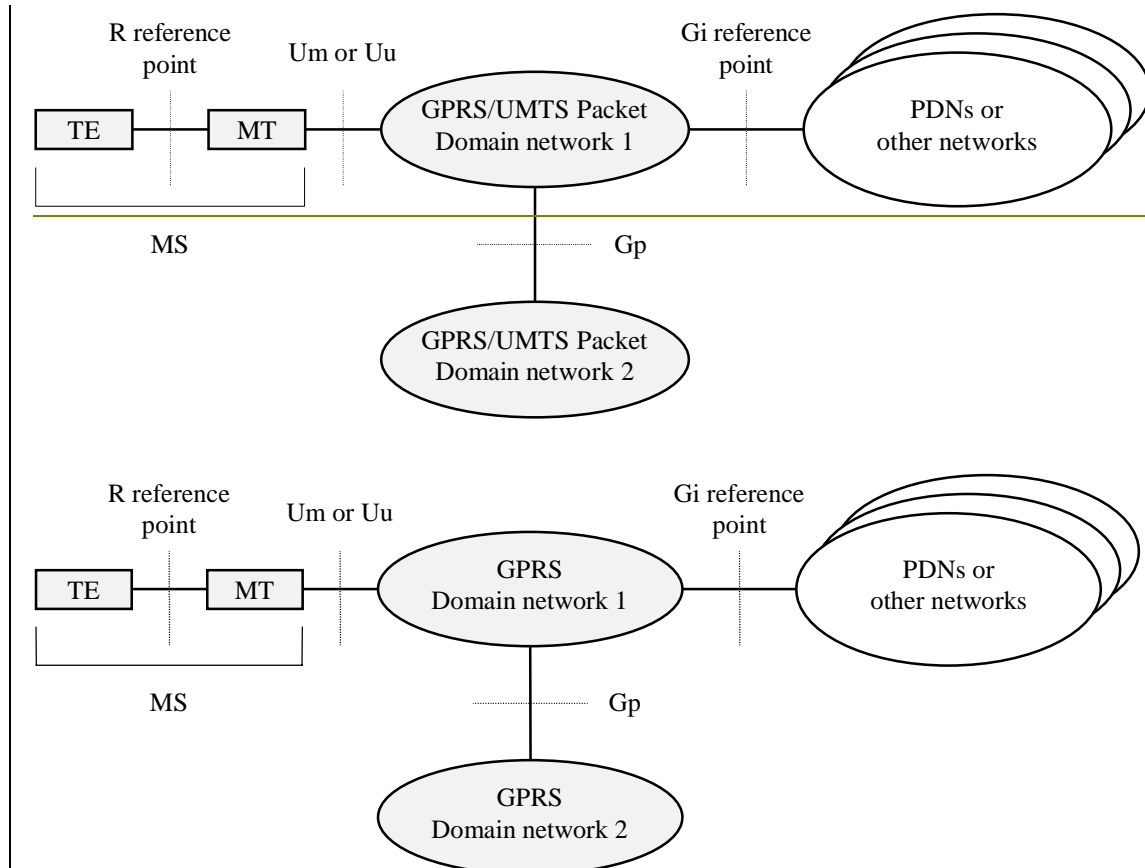 R reference
point
Um or Uu
Gi reference
point
TE
MT
GPRS/UMTS Packet
Domain network 1
PDNs or
other networks
MS
Gp
GPRS/UMTS Packet
Domain network 2
R reference
point
Um or Uu
Gi reference
point
TE
MT
GPRS
Domain network 1
PDNs or
other networks
MS
Gp
GPRS
Domain network 2